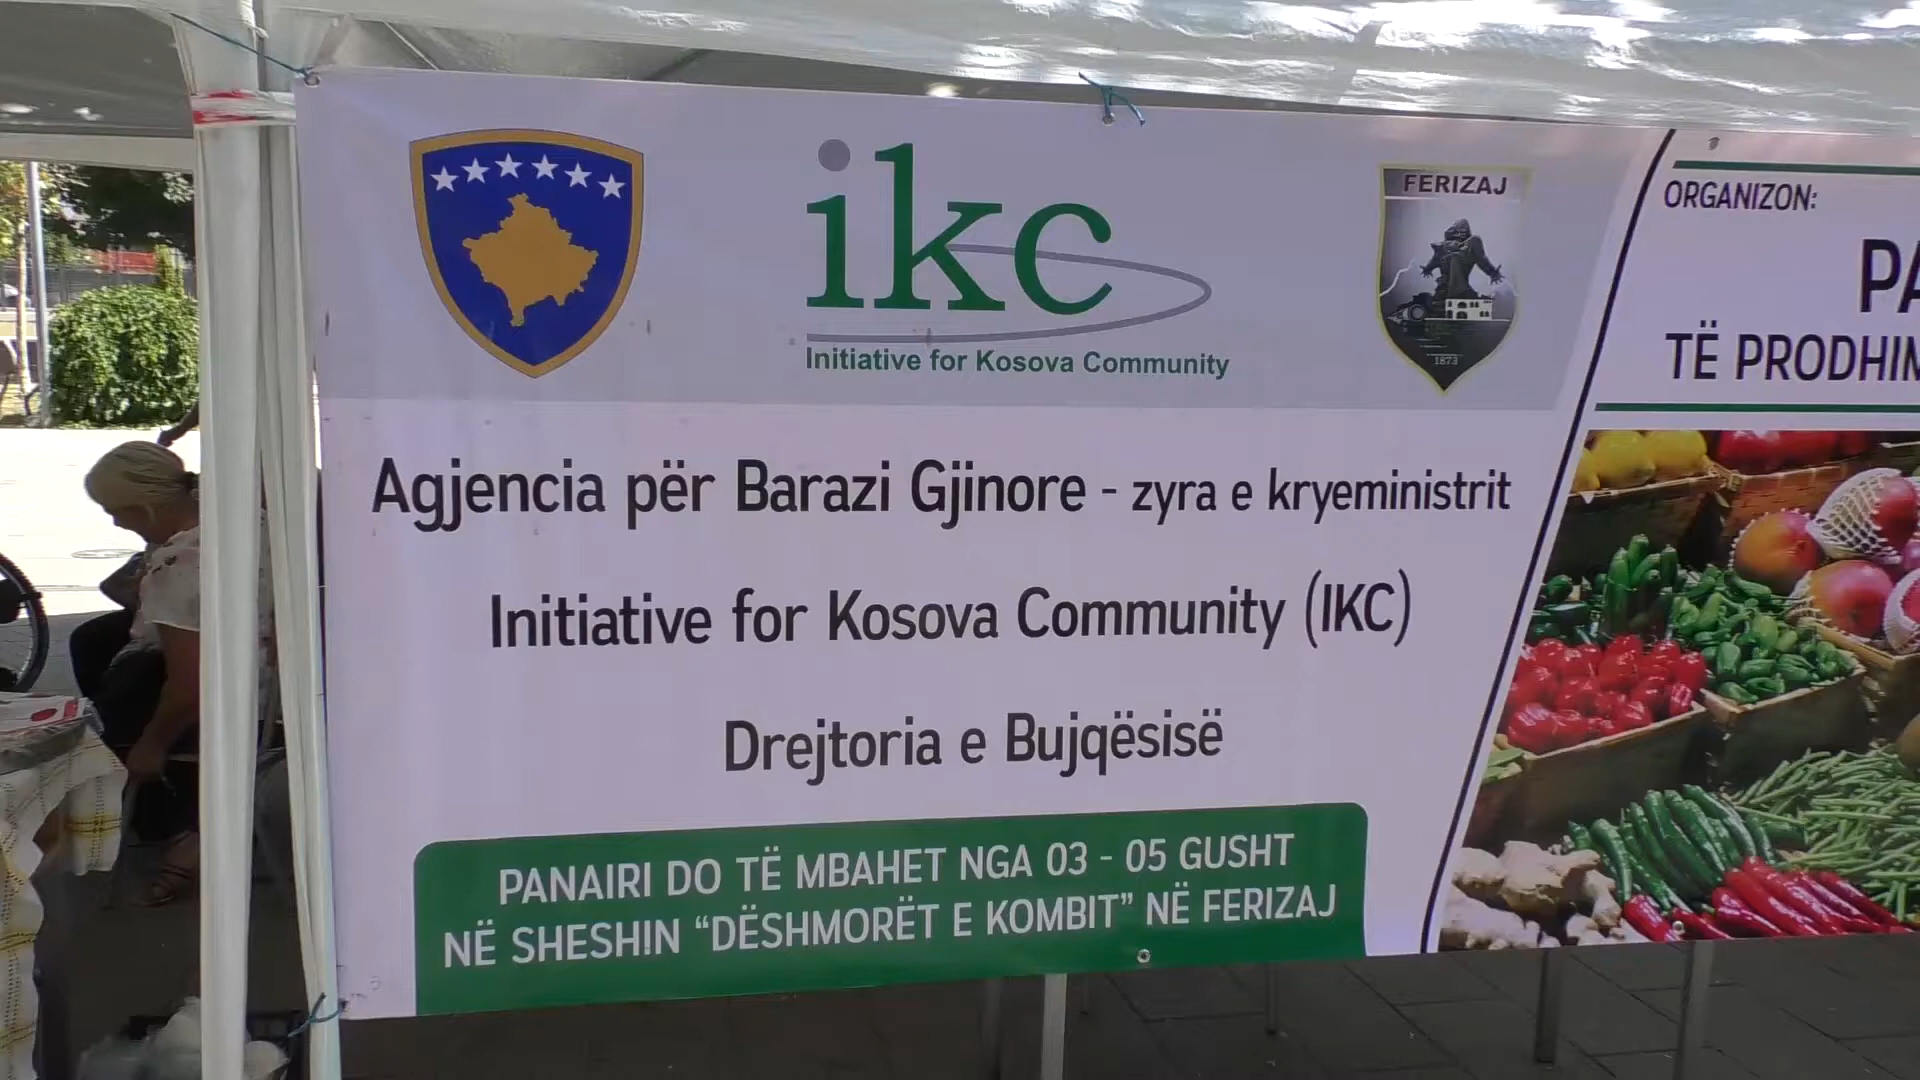 ikc
Initiative for Kosova Community
FERIZAJ
1873
Agjencia për Barazi Gjinore - zyra e kryeministrit
Initiative for Kosova Community (IKC)
Drejtoria e Bujqësisë
PANAIRI DO TË MBAHET NGA 03 - 05 GUSHT
NË SHESHIN “DËSHMORËT E KOMBIT” NË FERIZAJ
ORGANIZON:
PA
TË PRODHIM